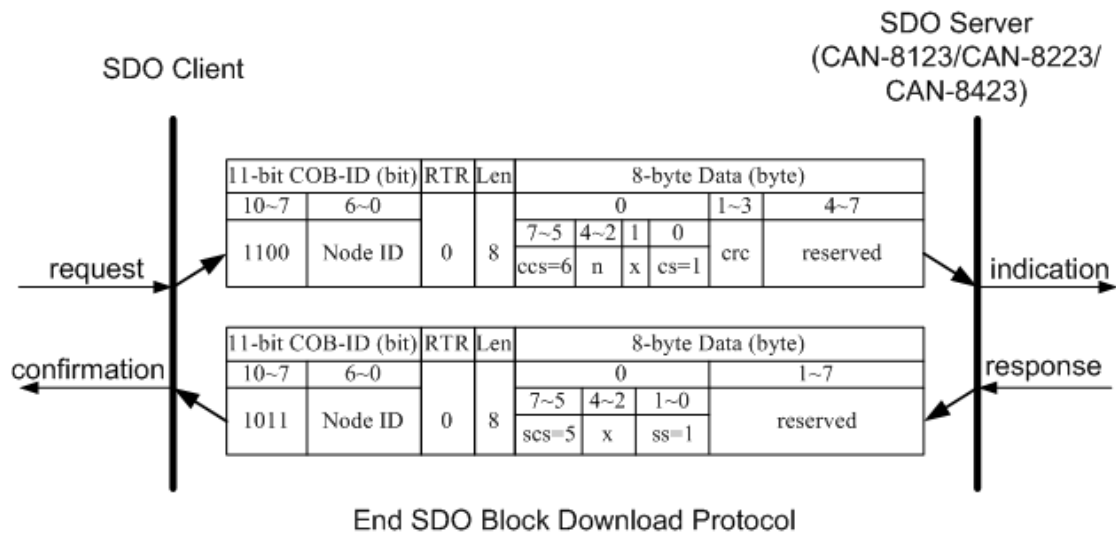 SDO Server
(CAN-8123/CAN-8223/
CAN-8423)
SDO Client
11-bit COB-ID (bit) RTR Len 8-byte Data (byte)
10~7 6~0 0 1~3 4~7
7~5 4~2 1 0
1100 Node ID 0 8 crc reserved
ccs=6 n x cs=1
request
indication
11-bit COB-ID (bit) RTR Len 8-byte Data (byte)
10~7 6~0 0 1~7
confirmation
response
7~5 4~2 1~0
1011 Node ID 0 8 reserved
scs=5 x ss=1
End SDO Block Download Protocol